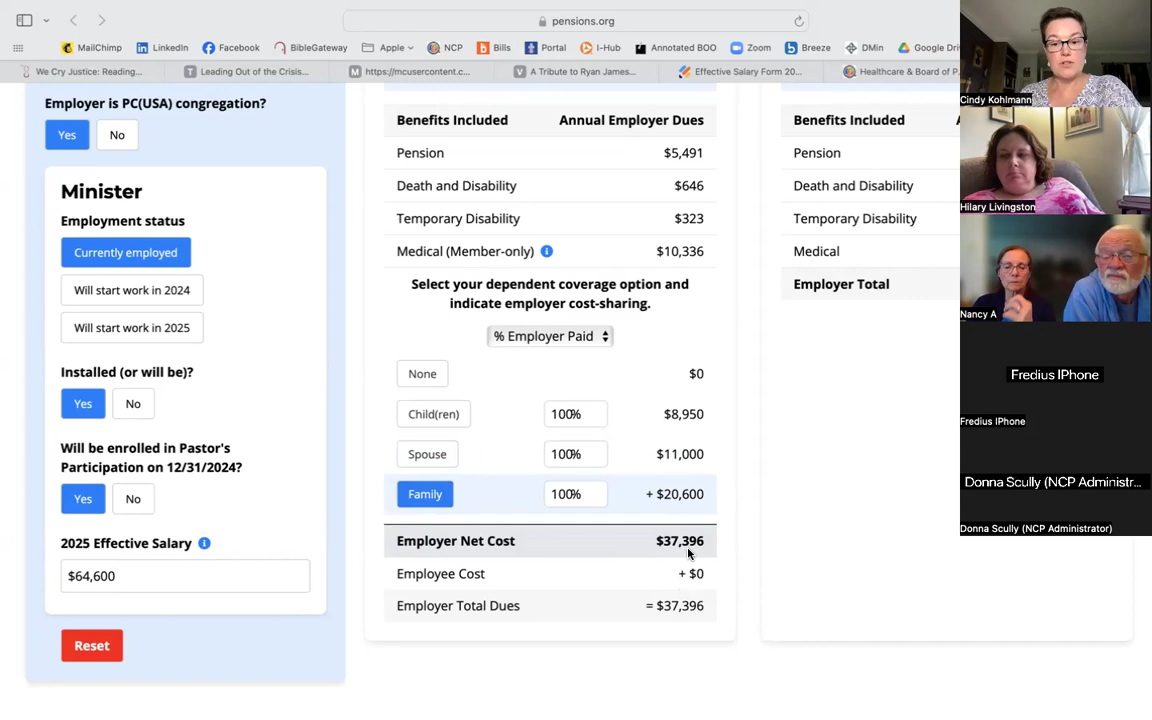 pensions.org
MailChimp
LinkedIn
Facebook
BibleGateway
Apple
NCP
Bills
Portal
I-Hub
Annotated BOO
Zoom
Breeze
DMin
Google Driv
We Cry Justice: Reading...
Leading Out of the Crisis...
https://mcusercontent.c...
A Tribute to Ryan James...
Effective Salary Form 20...
Healthcare & Board of P
Employer is PC(USA) congregation?
Yes No
Minister
Employment status
Currently employed
Will start work in 2024
Will start work in 2025
Installed (or will be)?
Yes No
Will be enrolled in Pastor's
Participation on 12/31/2024?
Yes No
2025 Effective Salary
$64,600
Reset
Benefits Included Annual Employer Dues
Pension $5,491
Death and Disability $646
Temporary Disability $323
Medical (Member-only) $10,336
Select your dependent coverage option and
indicate employer cost-sharing.
% Employer Paid
None $0
Child(ren) 100% $8,950
Spouse 100% $11,000
Family 100% + $20,600
Employer Net Cost $37,396
Employee Cost + $0
Employer Total Dues = $37,396
Benefits Included
Pension
Death and Disability
Temporary Disability
Medical
Employer Total
Cindy Kohlmann
Hilary Livingston
Nancy A
Fredius IPhone
Fredius IPhone
Donna Scully (NCP Administr...
Donna Scully (NCP Administrator)